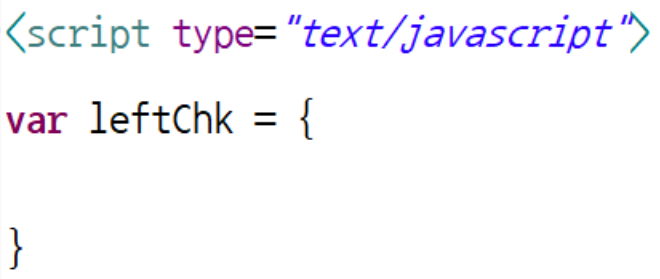 <script type="text/javascript">
var leftChk = {
}